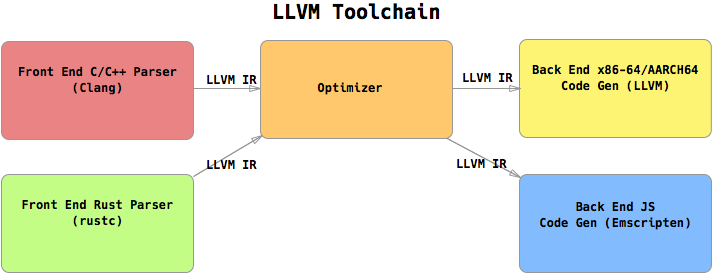 LLVM Toolchain
Front End C/C++ Parser
(Clang)
LLVM IR
Optimizer
LLVM IR
Back End x86-64/AARCH64
Code Gen (LLVM)
Front End Rust Parser
(rustc)
LLVM IR
LLVM IR
Back End JS
Code Gen (Emscripten)